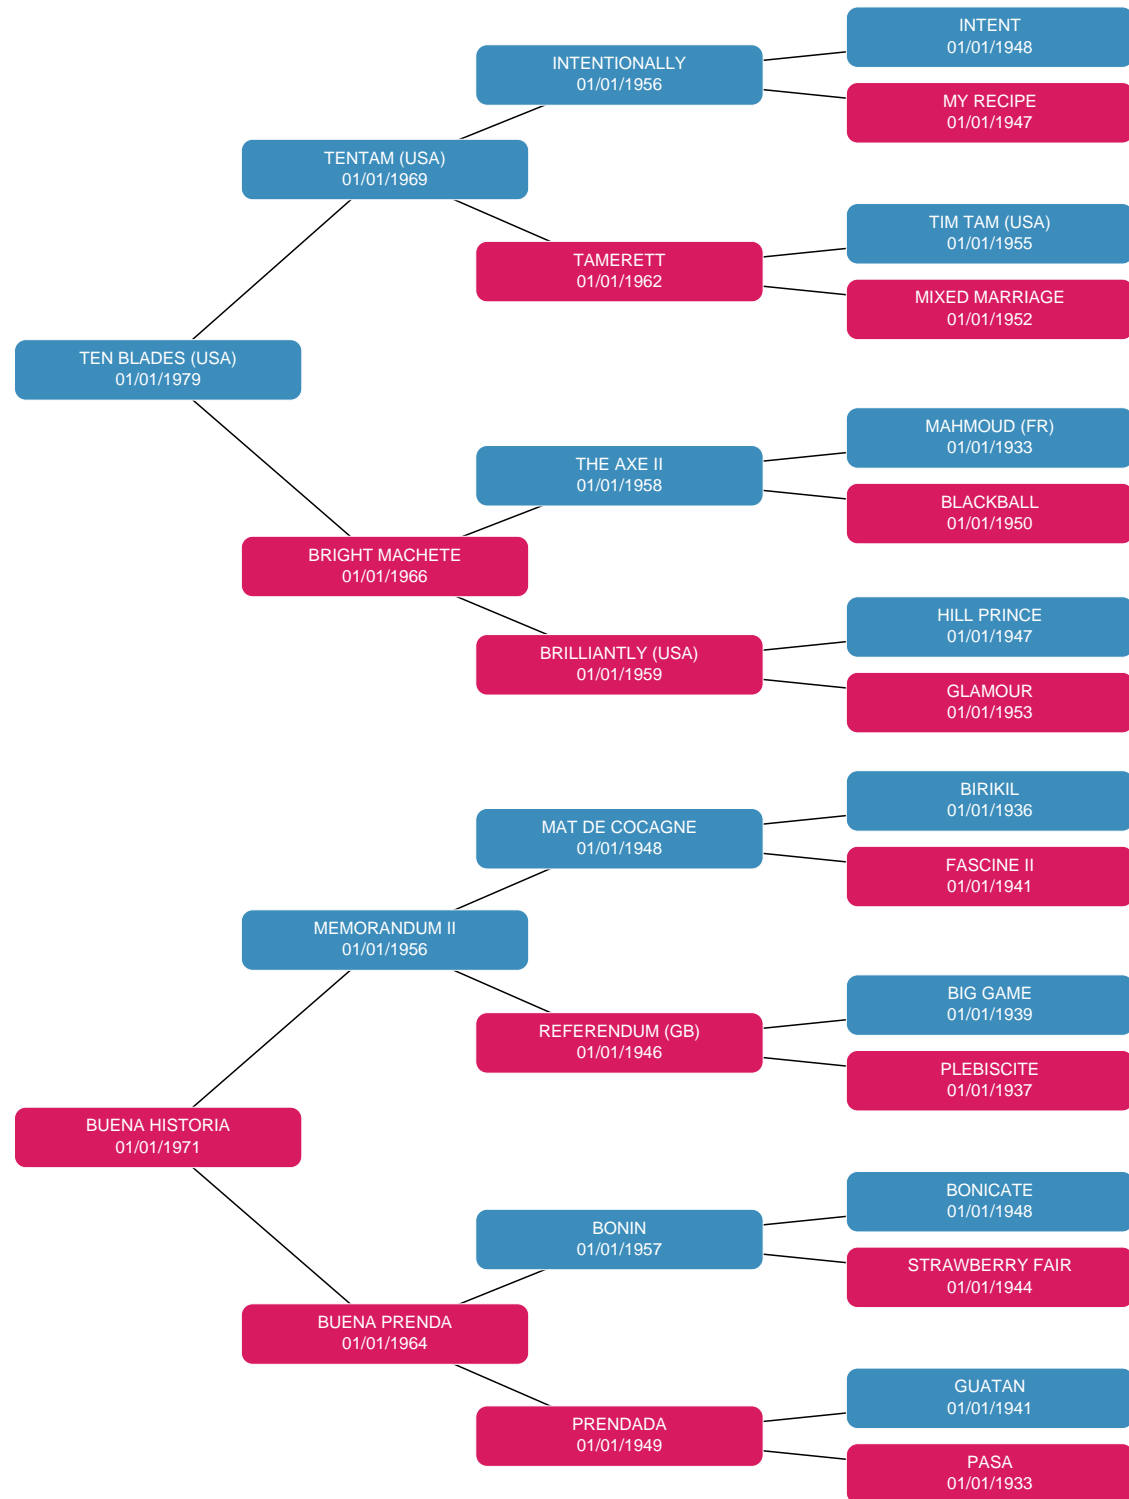 INTENT
01/01/1948
INTENTIONALLY
01/01/1956
MY RECIPE
01/01/1947
TENTAM (USA)
01/01/1969
TIM TAM (USA)
01/01/1955
TAMERETT
01/01/1962
MIXED MARRIAGE
01/01/1952
TEN BLADES (USA)
01/01/1979
MAHMOUD (FR)
01/01/1933
THE AXE II
01/01/1958
BLACKBALL
01/01/1950
BRIGHT MACHETE
01/01/1966
HILL PRINCE
01/01/1947
BRILLIANTLY (USA)
01/01/1959
GLAMOUR
01/01/1953
BIRIKIL
01/01/1936
MAT DE COCAGNE
01/01/1948
FASCINE II
01/01/1941
MEMORANDUM II
01/01/1956
BIG GAME
01/01/1939
REFERENDUM (GB)
01/01/1946
PLEBISCITE
01/01/1937
BUENA HISTORIA
01/01/1971
BONICATE
01/01/1948
BONIN
01/01/1957
STRAWBERRY FAIR
01/01/1944
BUENA PRENDA
01/01/1964
GUATAN
01/01/1941
PRENDADA
01/01/1949
PASA
01/01/1933